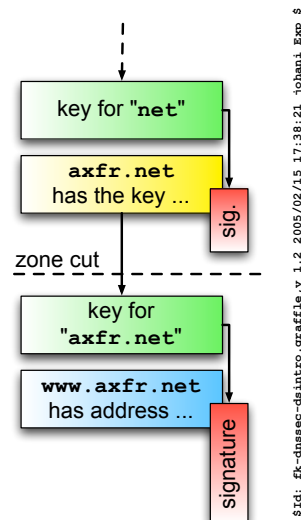 key for "net"
axfr.net
has the key ...
sig.
zone cut
key for
"axfr.net"
www.axfr.net
has address ...
signature
$Id: fk-dnssec-dsintro.graffle,v 1.2 2005/02/15 17:38:21 johani Exp $